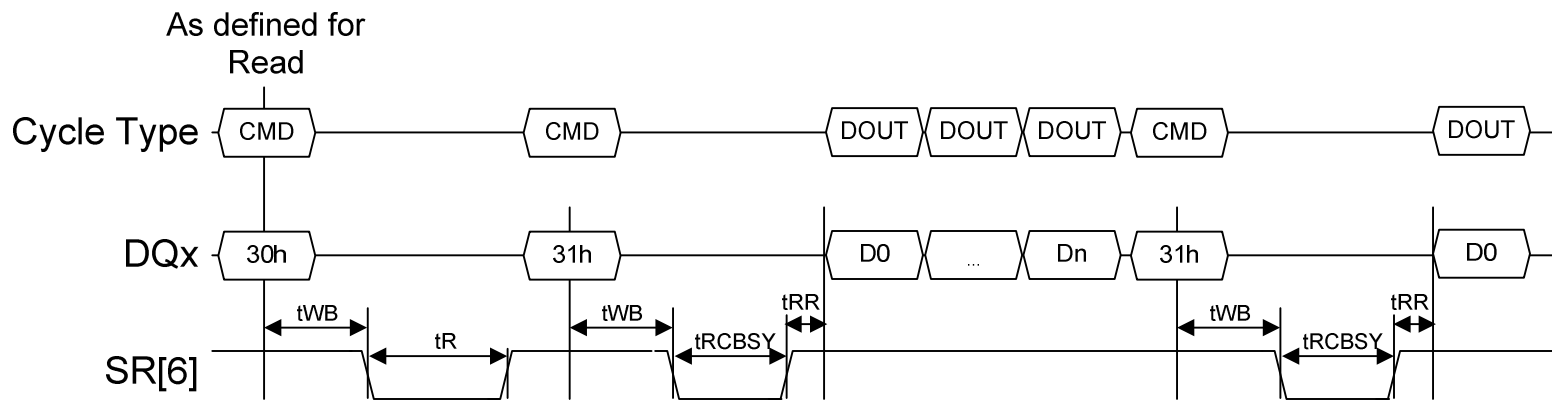 As defined for
Read
Cycle Type
CMD
CMD
DOUT
DOUT
DOUT
CMD
DOUT
DQx
30h
31h
D0
...
Dn
31h
D0
tWB
tR
tWB
tRCBSY
tRR
tWB
tRCBSY
tRR
SR[6]